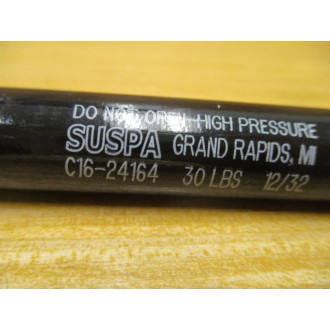 DO NOT OPEN-HIGH PRESSURE
SUSPA GRAND RAPIDS, MI
C16-24164 30 LBS 12/32